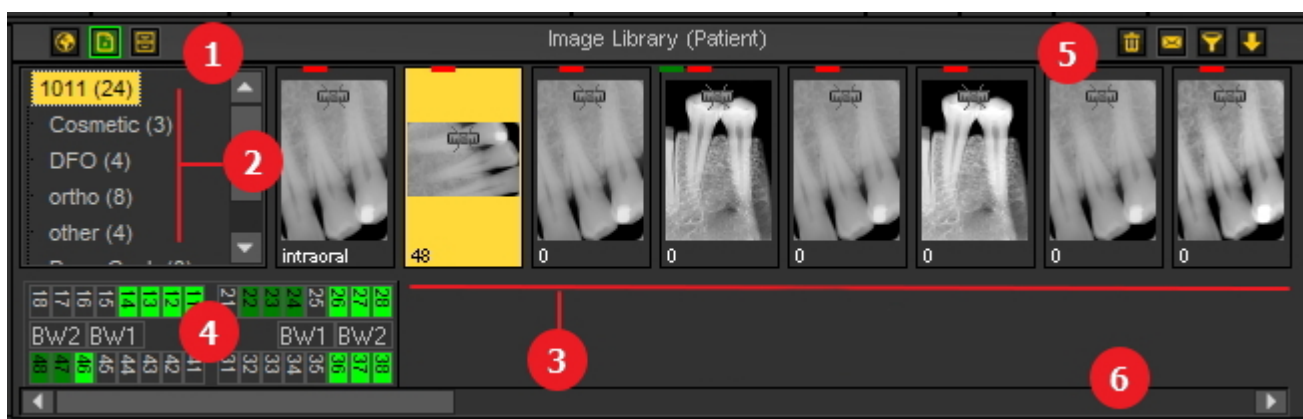 Image Library (Patient)
1
5
1011 (24)
Cosmetic (3)
DFO (4)
ortho (8)
other (4)
2
intraoral
48
0
0
0
0
0
0
18 17 16 15 14 13 12 11 21 22 23 24 25 26 27 28
BW2 BW1 BW1 BW2
48 47 46 45 44 43 42 41 31 32 33 34 35 36 37 38
4
3
6